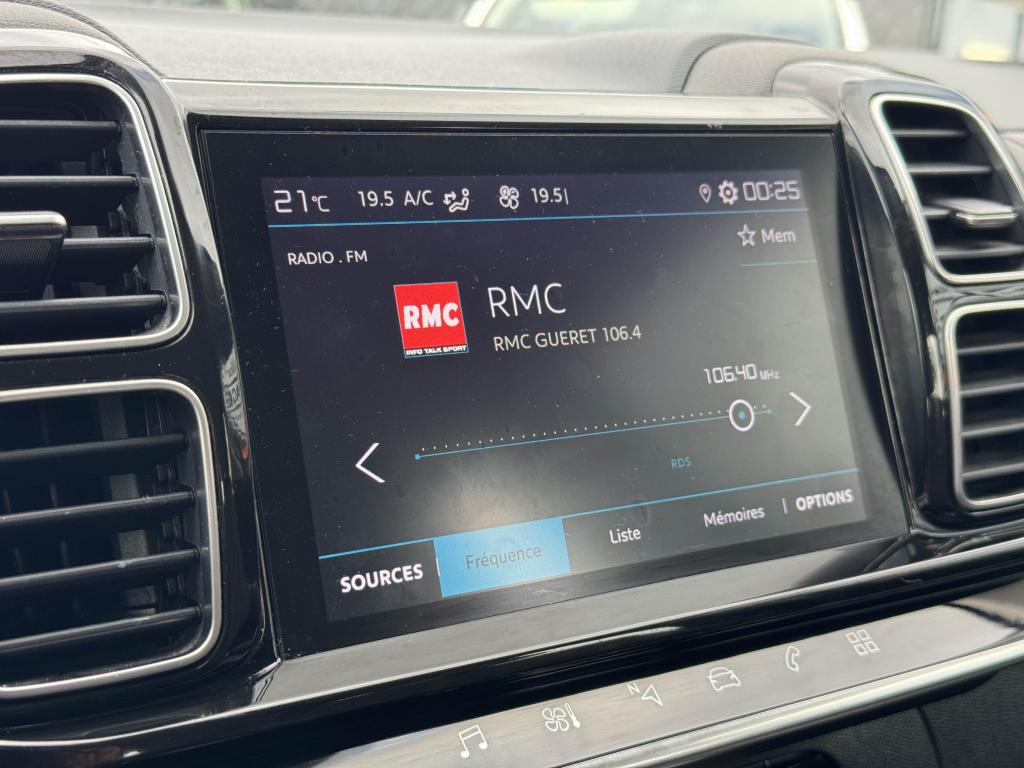 21°C 19.5 A/C 19.5 00:25
RADIO . FM
Mem
RMC
INFO TALK SPORT
RMC
RMC GUERET 106.4
106.40 MHz
RDS
SOURCES Fréquence Liste Mémoires | OPTIONS
N